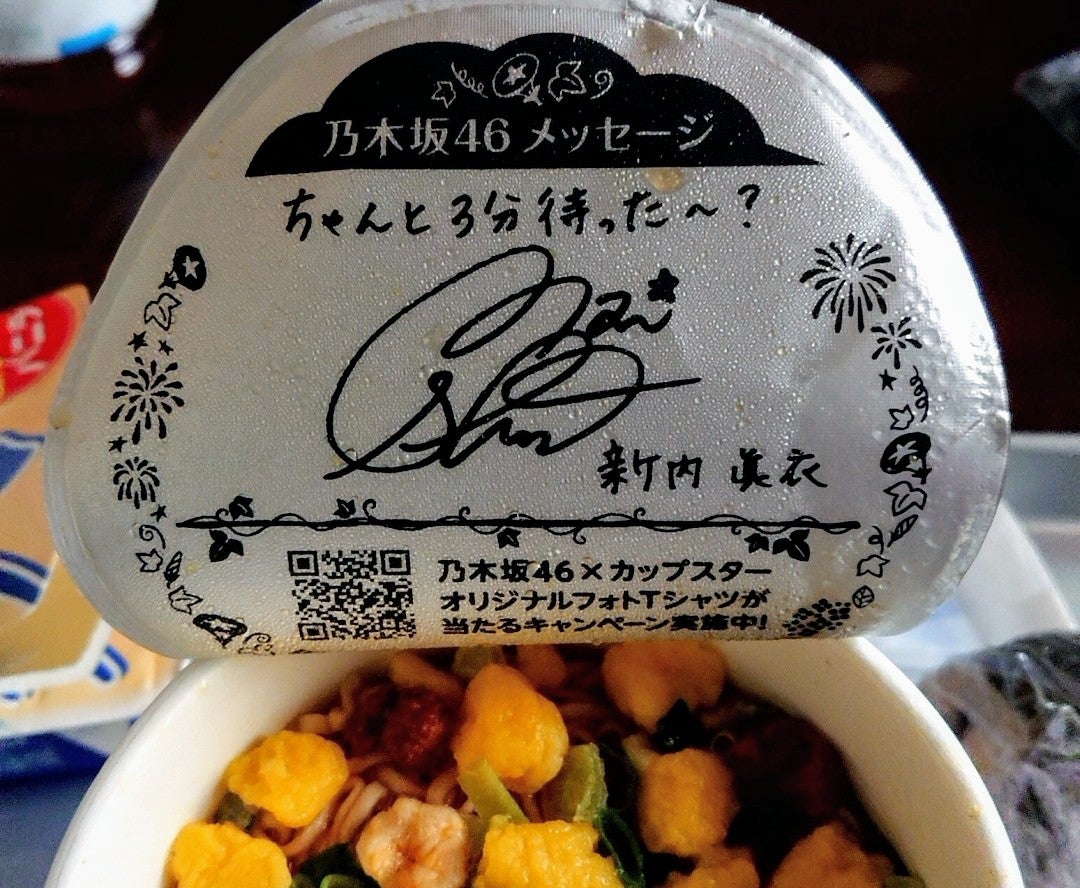 乃木坂46 メッセージ
ちゃんと3分待った～?
新内 眞衣
乃木坂46×カップスター
オリジナルフォトTシャツが
当たるキャンペーン実施中!